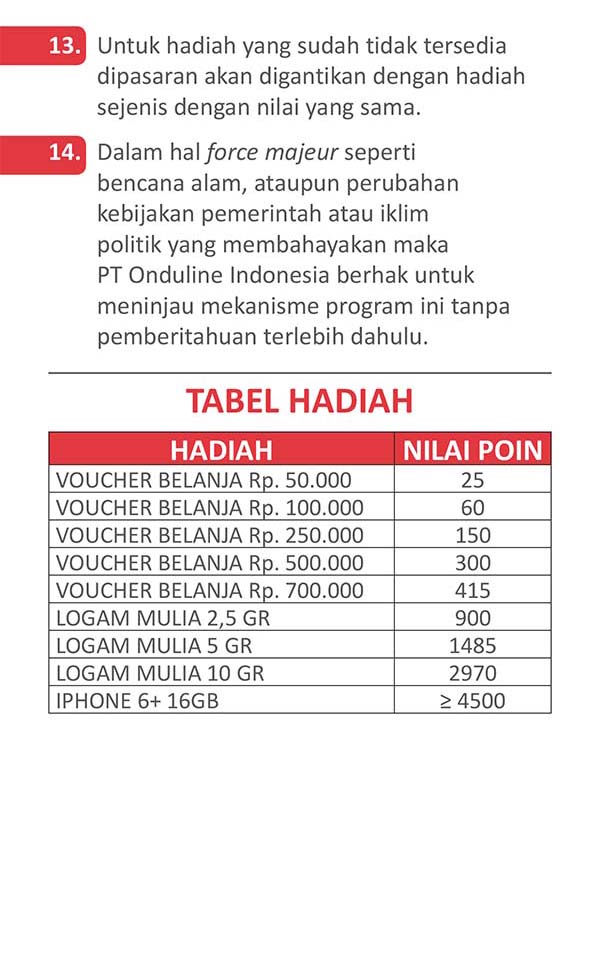 13. Untuk hadiah yang sudah tidak tersedia
dipasaran akan digantikan dengan hadiah
sejenis dengan nilai yang sama.
14. Dalam hal force majeur seperti
bencana alam, ataupun perubahan
kebijakan pemerintah atau iklim
politik yang membahayakan maka
PT Onduline Indonesia berhak untuk
meninjau mekanisme program ini tanpa
pemberitahuan terlebih dahulu.
TABEL HADIAH
HADIAH NILAI POIN
VOUCHER BELANJA Rp. 50.000 25
VOUCHER BELANJA Rp. 100.000 60
VOUCHER BELANJA Rp. 250.000 150
VOUCHER BELANJA Rp. 500.000 300
VOUCHER BELANJA Rp. 700.000 415
LOGAM MULIA 2,5 GR 900
LOGAM MULIA 5 GR 1485
LOGAM MULIA 10 GR 2970
IPHONE 6+ 16GB ≥ 4500